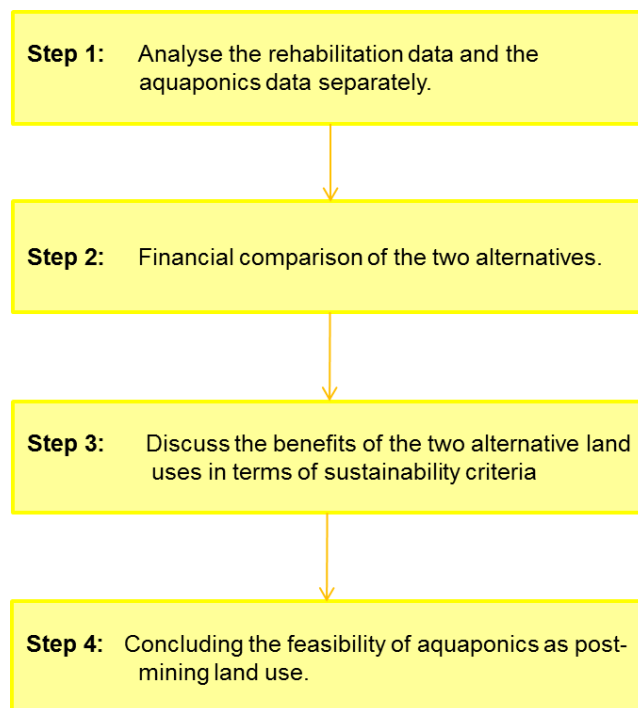 Step 1: Analyse the rehabilitation data and the
aquaponics data separately.
Step 2: Financial comparison of the two alternatives.
Step 3: Discuss the benefits of the two alternative land
uses in terms of sustainability criteria
Step 4: Concluding the feasibility of aquaponics as post-
mining land use.